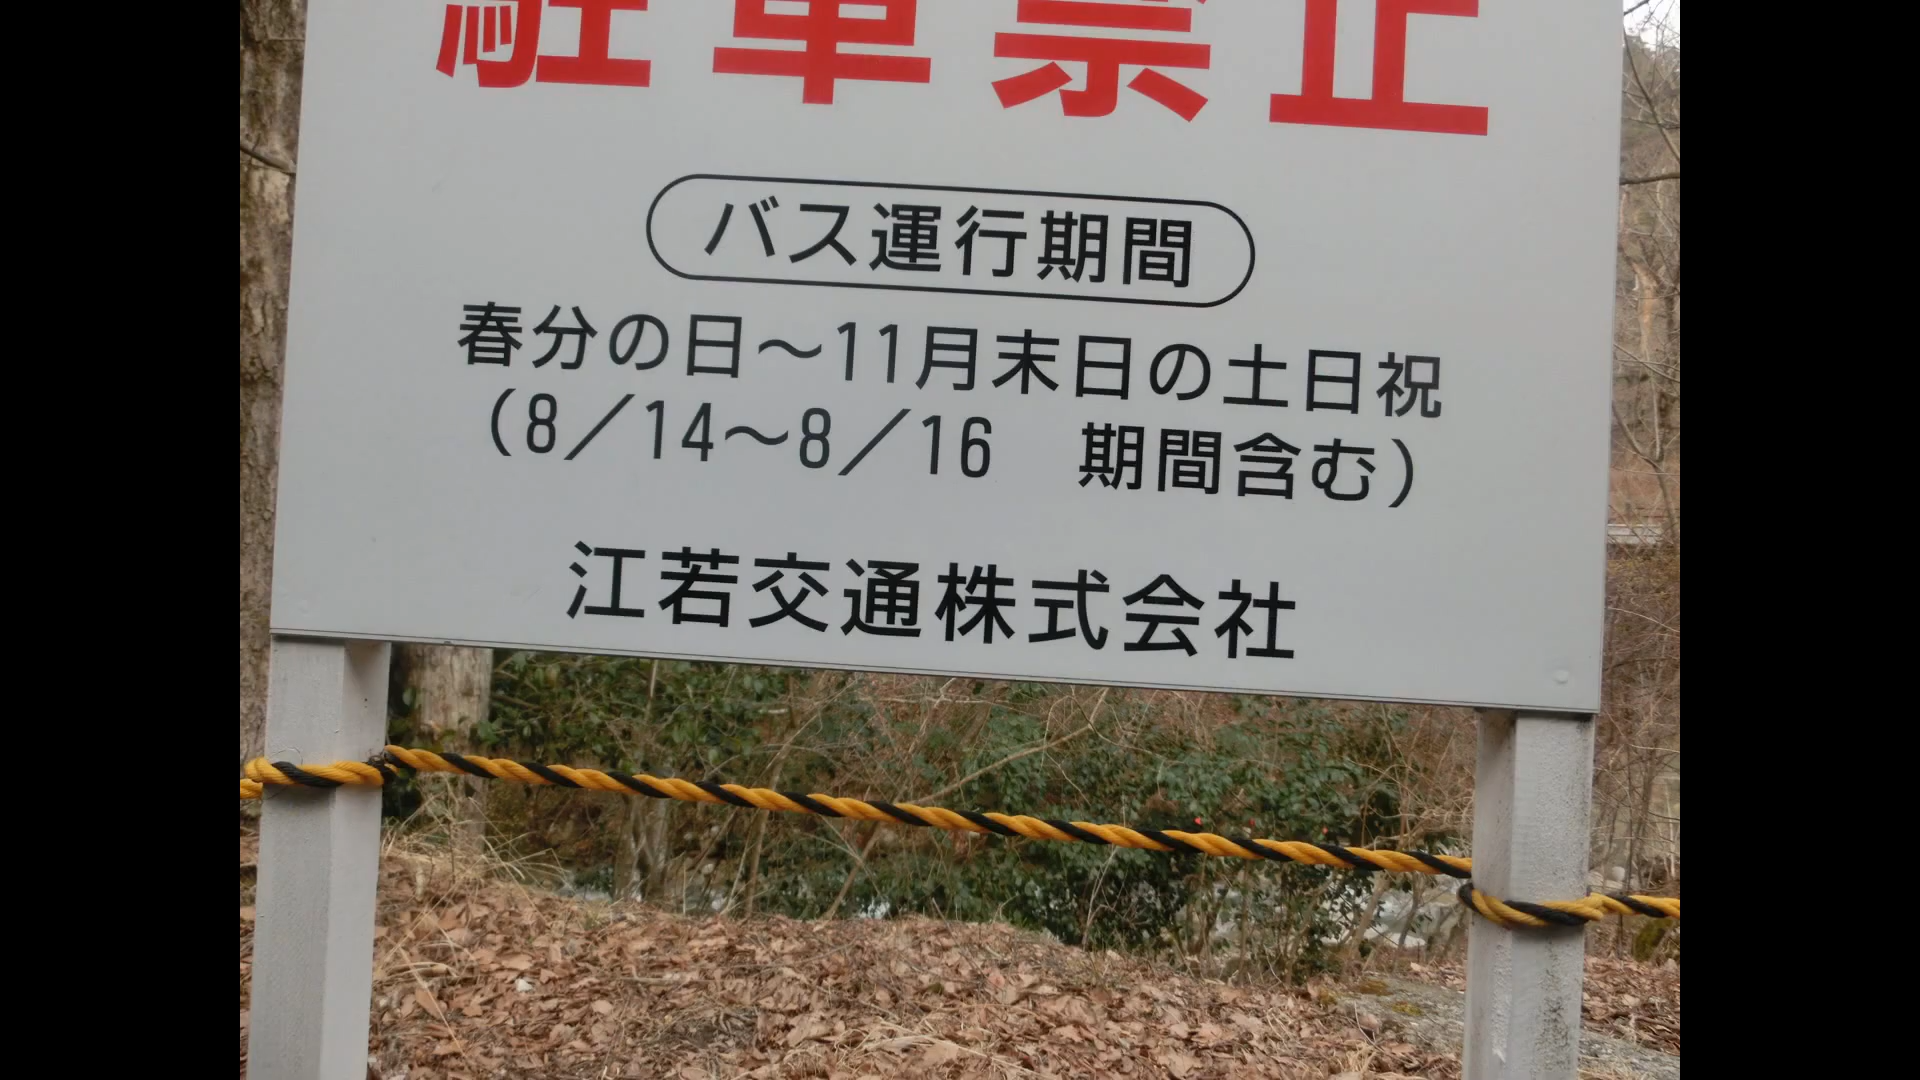 駐車禁止
バス運行期間
春分の日～11月末日の土日祝
（8／14～8／16　期間含む）
江若交通株式会社